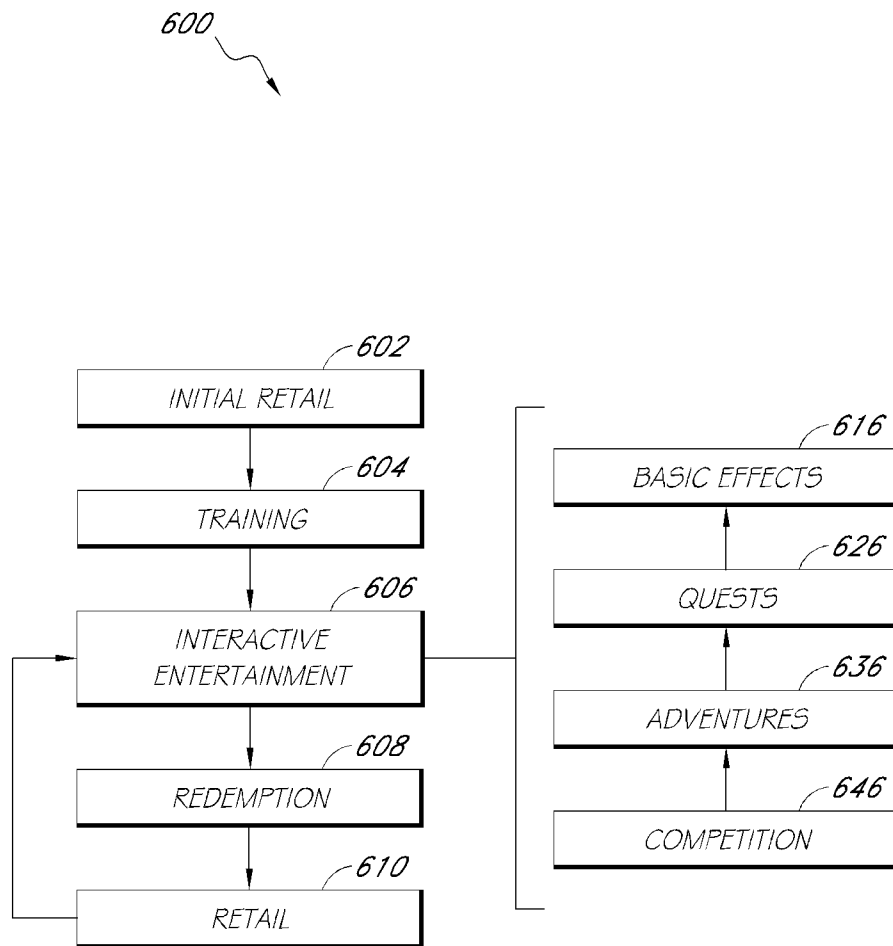 600
602
INITIAL RETAIL
604
TRAINING
606
INTERACTIVE
ENTERTAINMENT
608
REDEMPTION
610
RETAIL
616
BASIC EFFECTS
626
QUESTS
636
ADVENTURES
646
COMPETITION